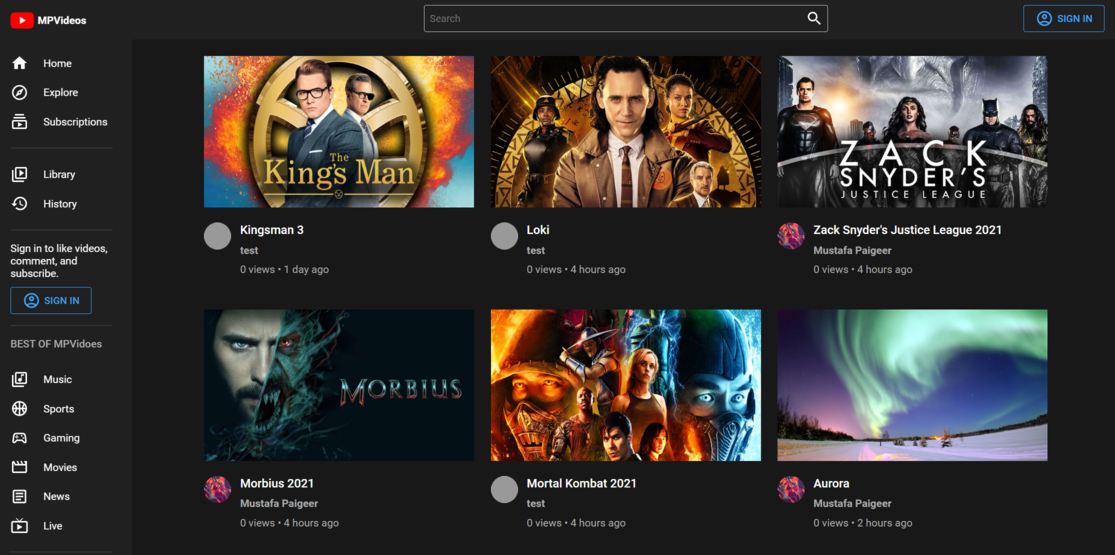 MPVideos
Search
SIGN IN
Home
Explore
Subscriptions
Library
History
Sign in to like videos,
comment, and
subscribe.
SIGN IN
BEST OF MPVidoes
Music
Sports
Gaming
Movies
News
Live
The
King's Man
Kingsman 3
test
0 views • 1 day ago
Loki
test
0 views • 4 hours ago
ZACK
SNYDER'S
JUSTICE LEAGUE
Zack Snyder's Justice League 2021
Mustafa Paigeer
0 views • 4 hours ago
MORBIUS
Morbius 2021
Mustafa Paigeer
0 views • 4 hours ago
Mortal Kombat 2021
test
0 views • 4 hours ago
Aurora
Mustafa Paigeer
0 views • 2 hours ago